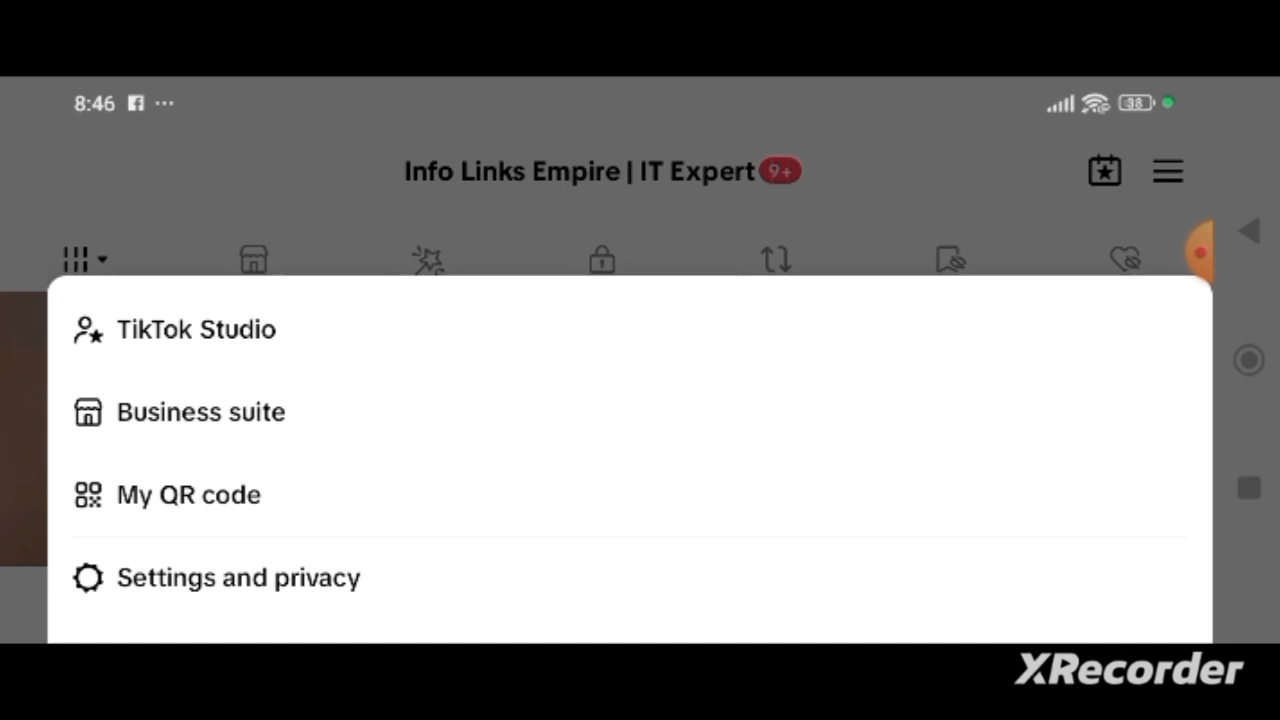 8:46
38
Info Links Empire | IT Expert 9+
TikTok Studio
Business suite
My QR code
Settings and privacy
XRecorder